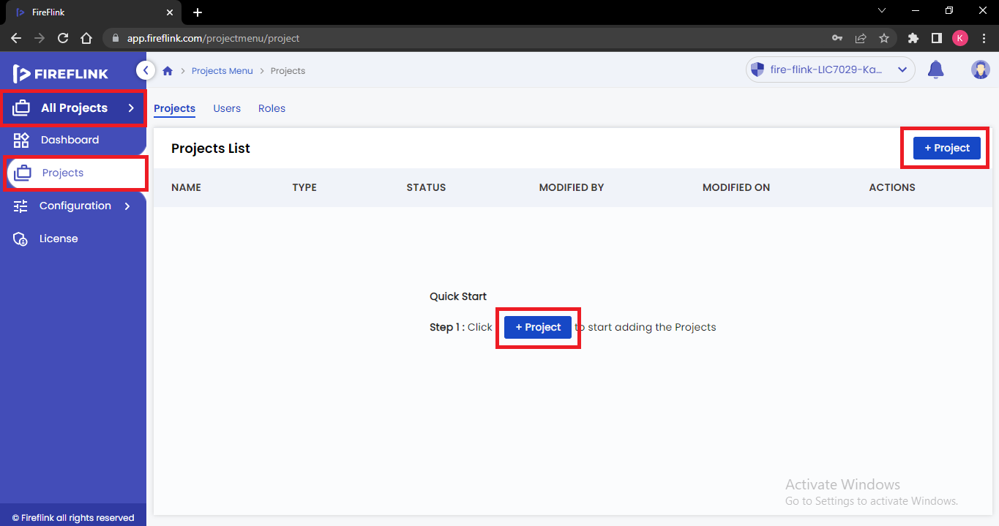 FireFlink
app.fireflink.com/projectmenu/project
K
FIREFLINK
Projects Menu > Projects
fire-flink-LIC7029-Ka...
All Projects
Dashboard
Projects
Configuration
License
Projects Users Roles
Projects List
+ Project
NAME TYPE STATUS MODIFIED BY MODIFIED ON ACTIONS
Quick Start
Step 1 : Click + Project to start adding the Projects
Activate Windows
Go to Settings to activate Windows.
© Fireflink all rights reserved